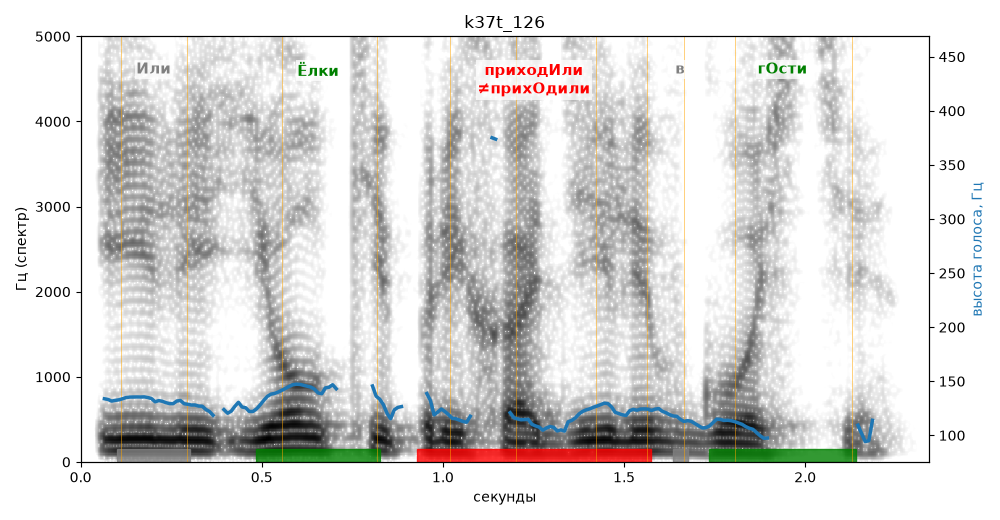 k37t_126
5000
4000
3000
2000
1000
0
Гц (спектр)
Или
Ёлки
приходИли
≠прихОдили
в
гОсти
450
400
350
300
250
200
150
100
высота голоса, Гц
0.0 0.5 1.0 1.5 2.0
секунды